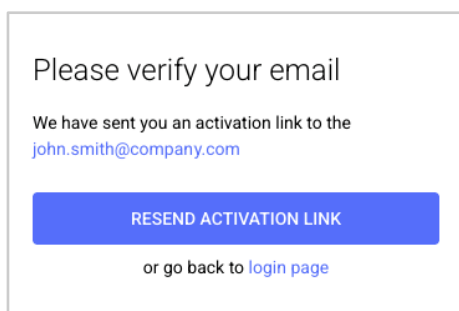 Please verify your email
We have sent you an activation link to the
john.smith@company.com
RESEND ACTIVATION LINK
or go back to login page